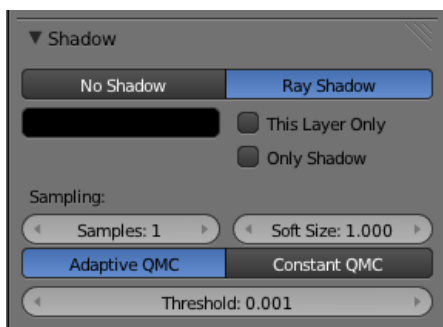 Shadow
No Shadow Ray Shadow
This Layer Only
Only Shadow
Sampling:
Samples: 1 Soft Size: 1.000
Adaptive QMC Constant QMC
Threshold: 0.001